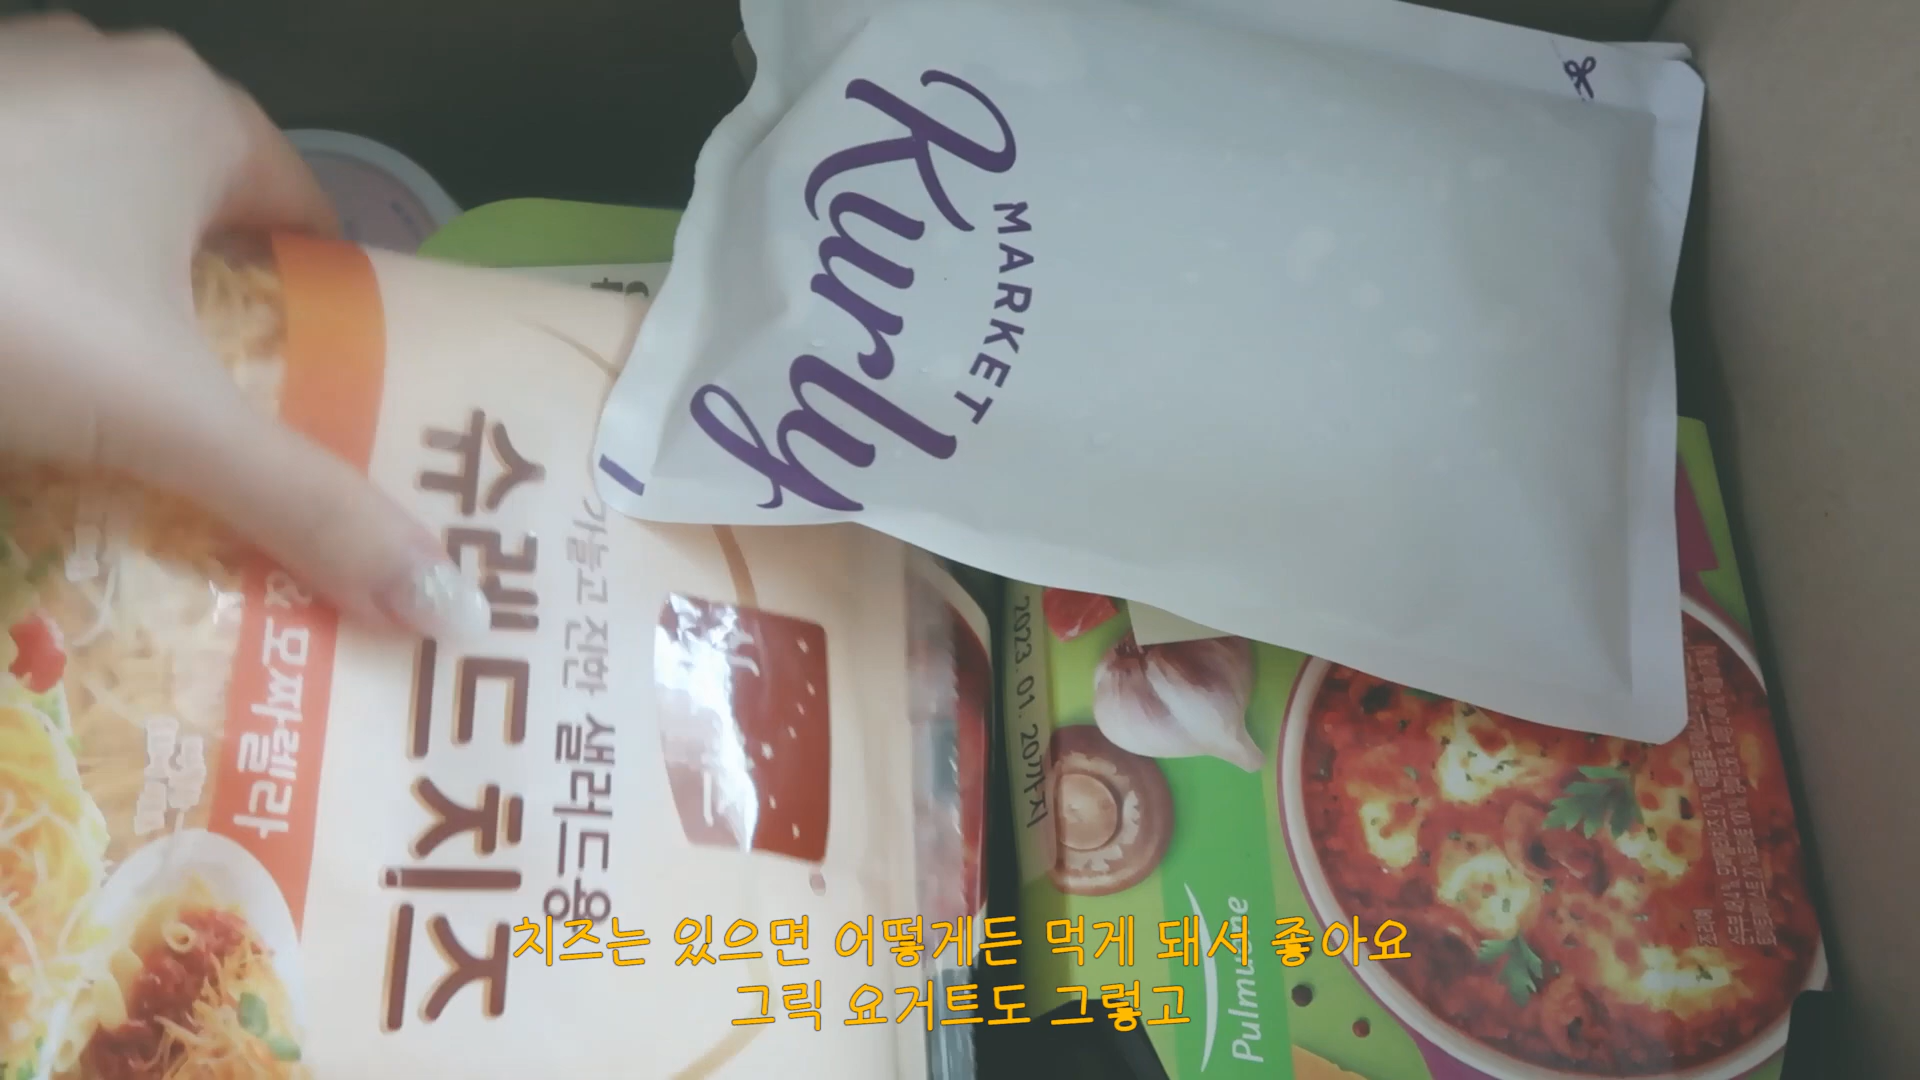 MARKET
Kurly
슈레드치즈
가늘고 진한 샐러드용
& 모짜렐라
2023.01.20까지
Pulmuone
치즈는 있으면 어떻게든 먹게 돼서 좋아요
그릭 요거트도 그렇고